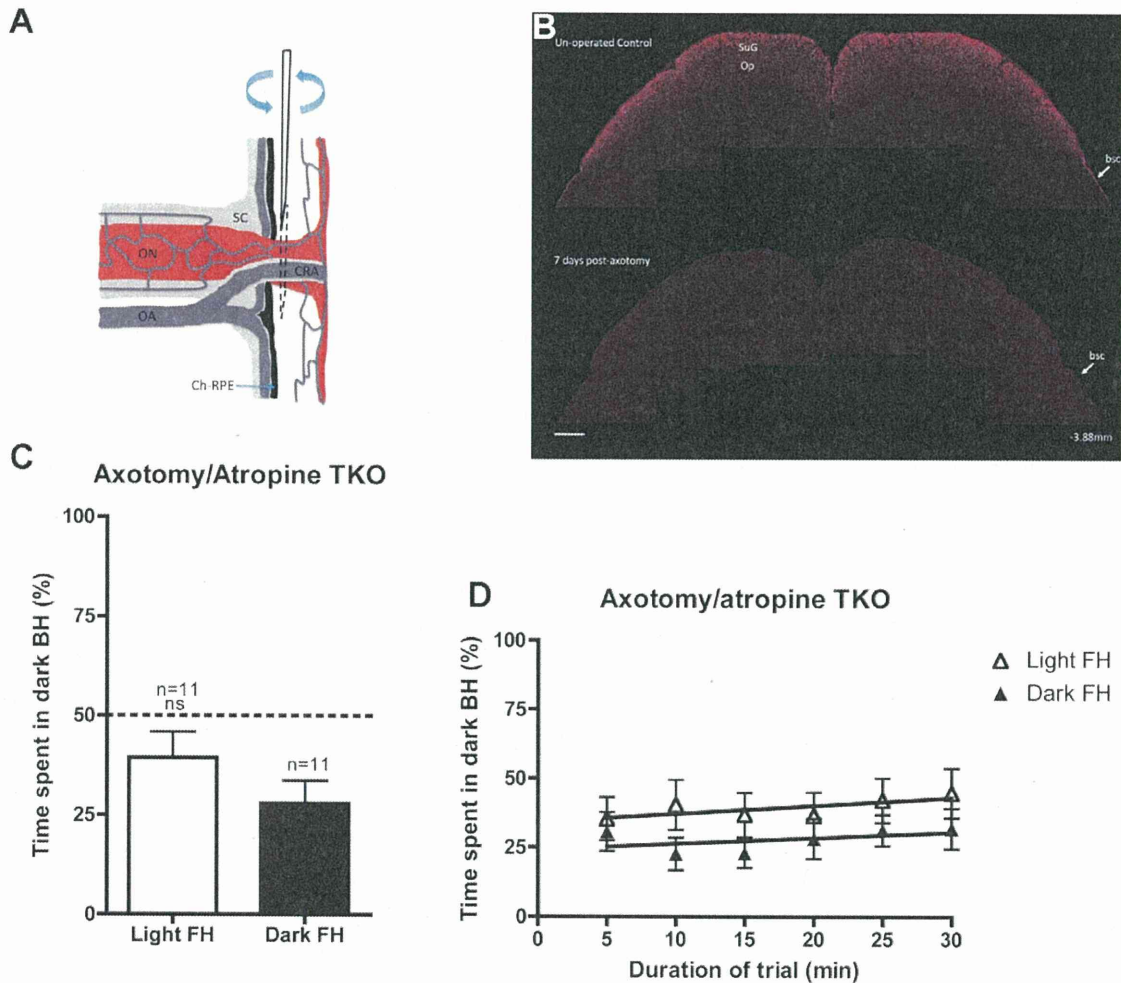 A
SC
ON
CRA
OA
Ch-RPE
B
Un-operated Control
SuG
Op
bsc
7 days post-axotomy
bsc
-3.88mm
C
Axotomy/Atropine TKO
Time spent in dark BH (%)
100
75
50
25
0
n=11
ns
n=11
Light FH
Dark FH
D
Axotomy/atropine TKO
Time spent in dark BH (%)
100
75
50
25
0
0
5
10
15
20
25
30
Duration of trial (min)
Light FH
Dark FH